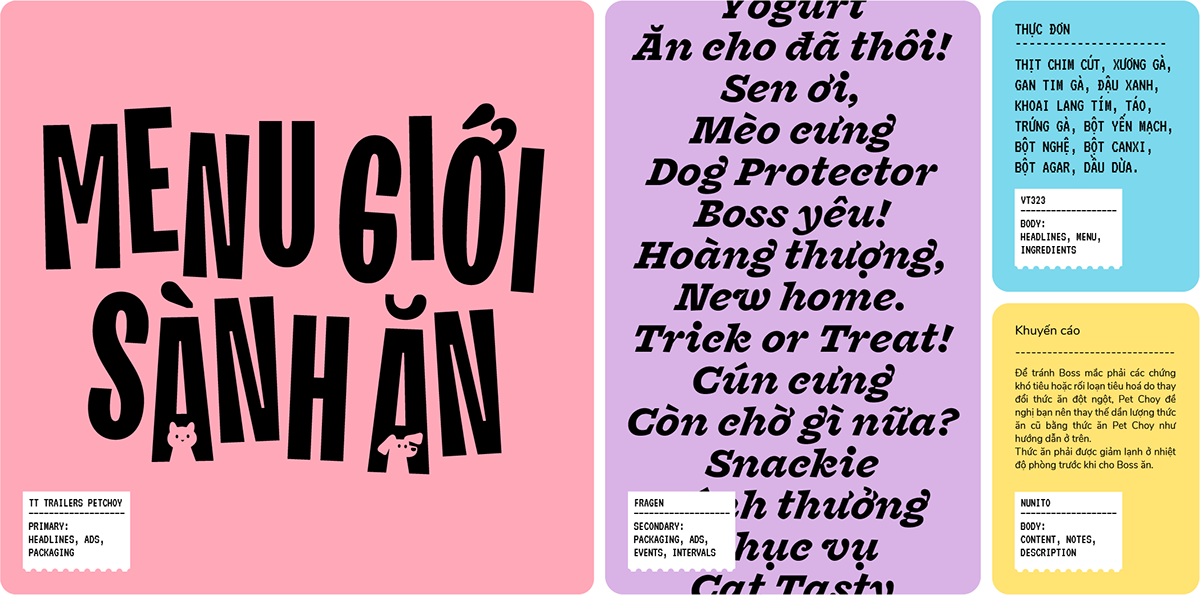 MENU GIỚI
SÀNH ĂN
TT TRAILERS PETCHOY
PRIMARY:
HEADLINES, ADS,
PACKAGING
Yogurt
Ăn cho đã thôi!
Sen ơi,
Mèo cưng
Dog Protector
Boss yêu!
Hoàng thượng,
New home.
Trick or Treat!
Cún cưng
Còn chờ gì nữa?
Snackie
thưởng
vụ
Cat Tasty
FRAGEN
SECONDARY:
PACKAGING, ADS,
EVENTS, INTERVALS
THỰC ĐƠN
THỊT CHIM CÚT, XƯƠNG GÀ,
GAN TIM GÀ, ĐẬU XANH,
KHOAI LANG TÍM, TÁO,
TRỨNG GÀ, BỘT YẾN MẠCH,
BỘT NGHỆ, BỘT CANXI,
BỘT AGAR, DẦU DỪA.
VT323
BODY:
HEADLINES, MENU,
INGREDIENTS
Khuyến cáo
Để tránh Boss mắc phải các chứng
khó tiêu hoặc rối loạn tiêu hoá do thay
đổi thức ăn đột ngột, Pet Choy đề
nghị bạn nên thay thế dần lượng thức
ăn cũ bằng thức ăn Pet Choy như
hướng dẫn ở trên.
Thức ăn phải được giảm lạnh ở nhiệt
độ phòng trước khi cho Boss ăn.
NUNITO
BODY:
CONTENT, NOTES,
DESCRIPTION